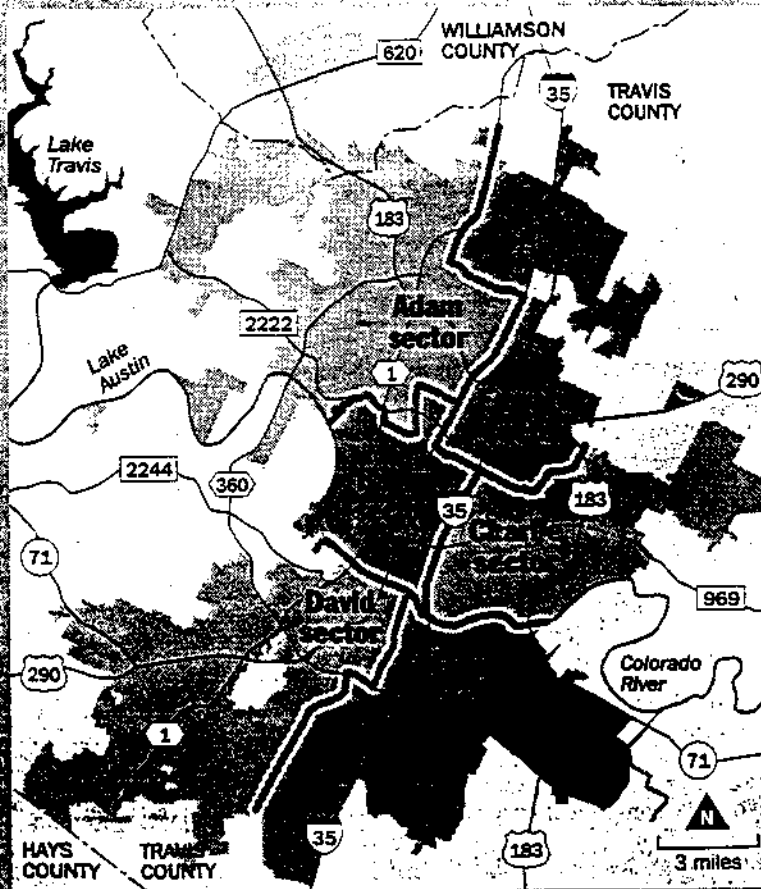 WILLIAMSON
COUNTY
620
35
TRAVIS
COUNTY
Lake
Travis
183
Adam
sector
2222
1
Lake
Austin
290
2244
360
183
35
sector
71
David
sector
969
290
Colorado
River
1
71
N
35
183
3 miles
HAYS
COUNTY
TRAVIS
COUNTY